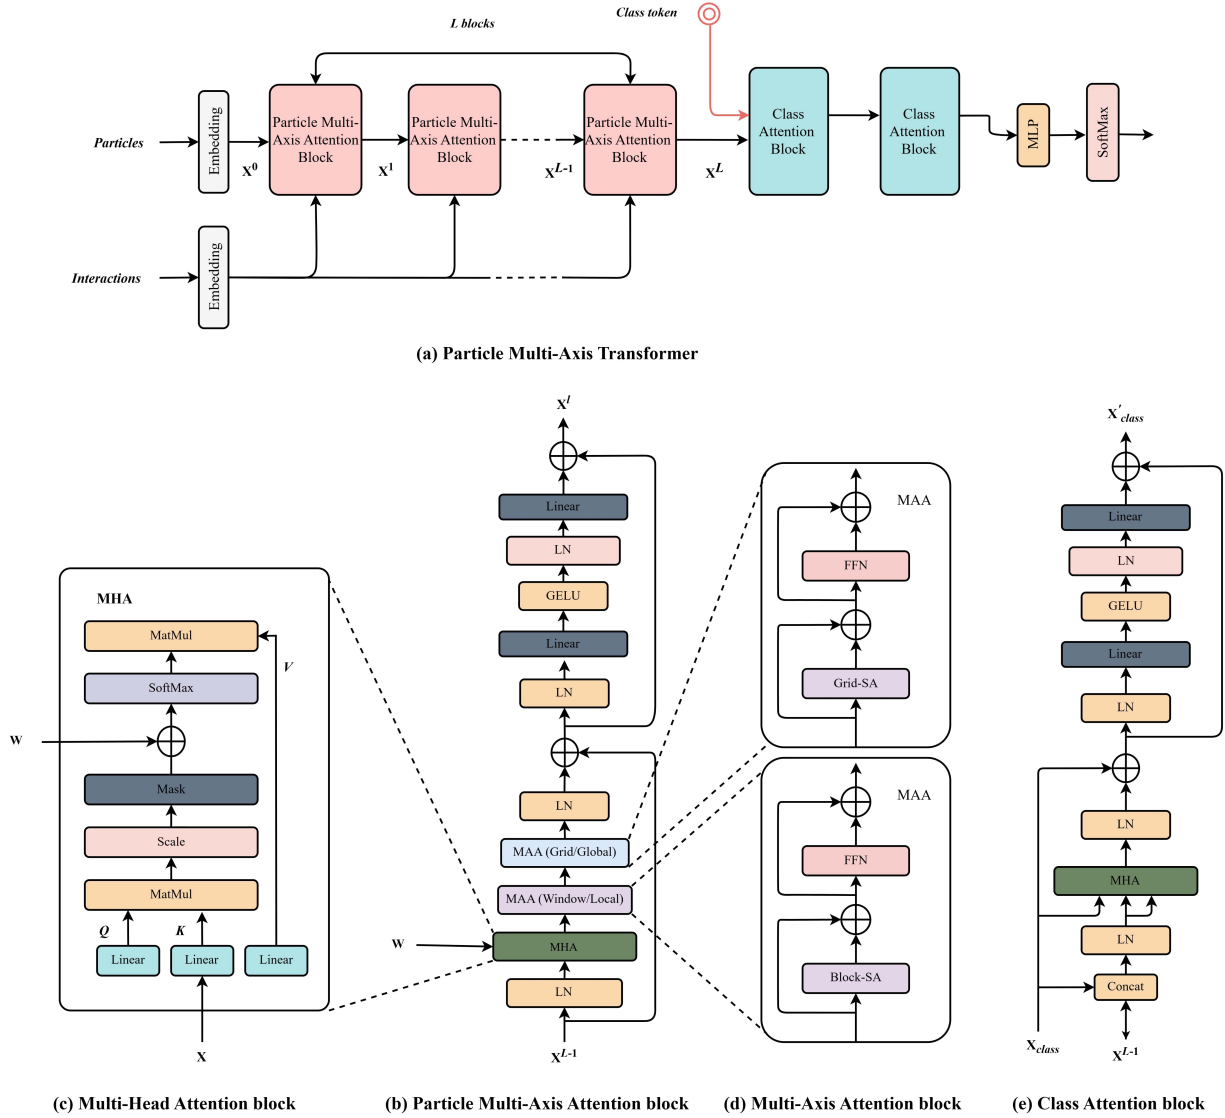 Class token
L blocks
Particles
Embedding
X⁰
Particle Multi-
Axis Attention
Block
X¹
Particle Multi-
Axis Attention
Block
Xᴸ⁻¹
Particle Multi-
Axis Attention
Block
Xᴸ
Class
Attention
Block
Class
Attention
Block
MLP
SoftMax
Interactions
Embedding
(a) Particle Multi-Axis Transformer
MHA
MatMul
V
SoftMax
W
Mask
Scale
MatMul
Q
K
Linear
Linear
Linear
X
(c) Multi-Head Attention block
Xˡ
Linear
LN
GELU
Linear
LN
LN
MAA (Grid/Global)
MAA (Window/Local)
W
MHA
LN
Xᴸ⁻¹
(b) Particle Multi-Axis Attention block
MAA
FFN
Grid-SA
MAA
FFN
Block-SA
(d) Multi-Axis Attention block
X′class
Linear
LN
GELU
Linear
LN
LN
MHA
LN
Concat
Xclass
Xᴸ⁻¹
(e) Class Attention block